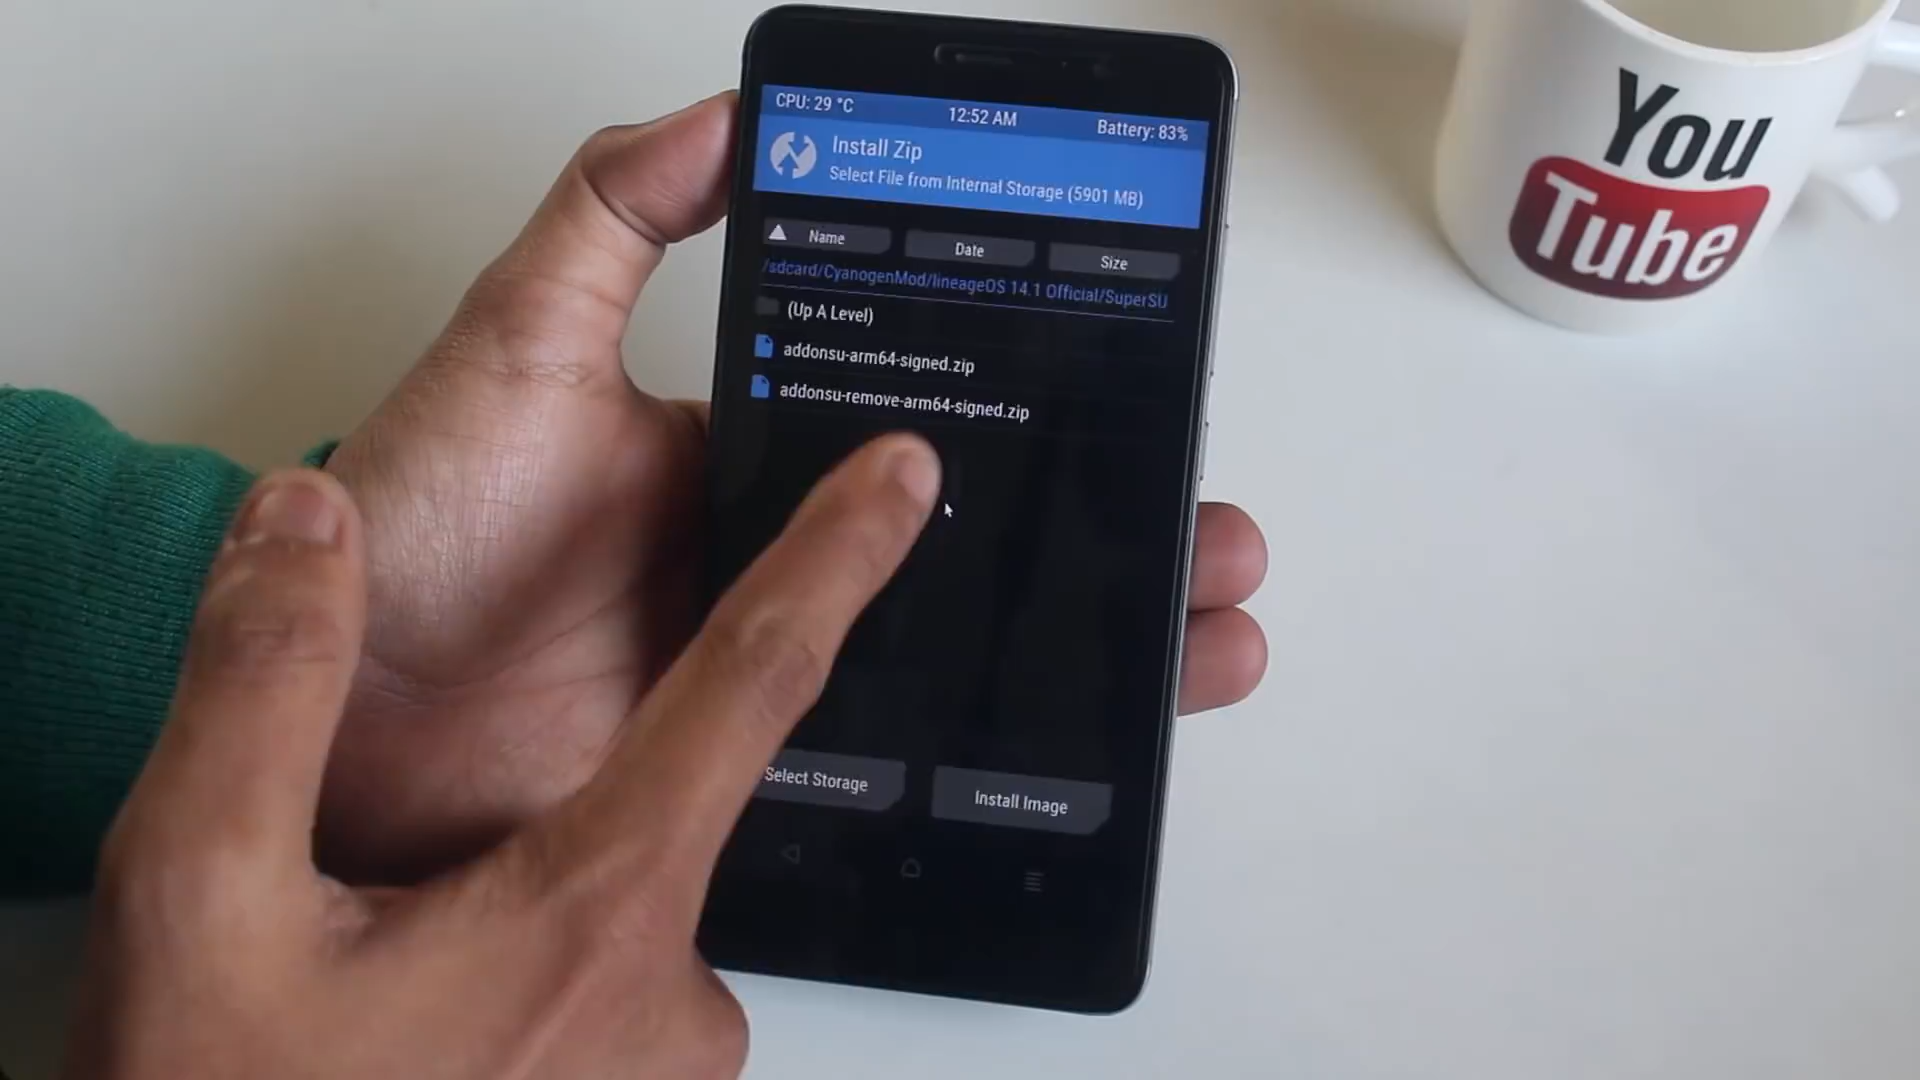 CPU: 29 °C
12:52 AM
Battery: 83%
Install Zip
Select File from Internal Storage (5901 MB)
Name
Date
Size
/sdcard/CyanogenMod/lineageOS 14.1 Official/SuperSU
(Up A Level)
addonsu-arm64-signed.zip
addonsu-remove-arm64-signed.zip
Select Storage
Install Image
You
Tube